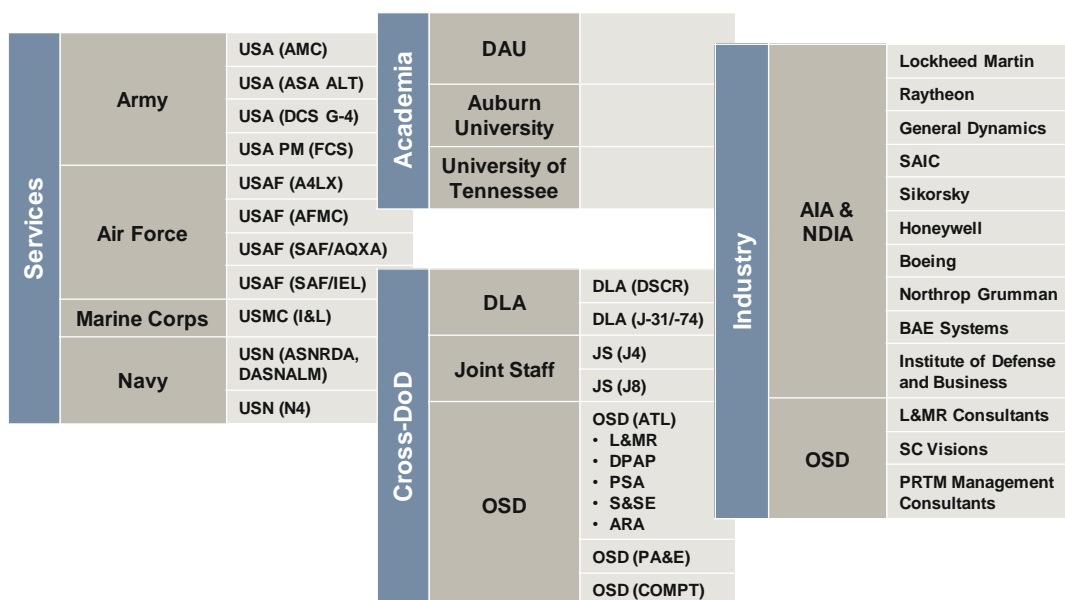 Services
Army
USA (AMC)
USA (ASA ALT)
USA (DCS G-4)
USA PM (FCS)
Air Force
USAF (A4LX)
USAF (AFMC)
USAF (SAF/AQXA)
USAF (SAF/IEL)
Marine Corps
USMC (I&L)
Navy
USN (ASNRDA,
DASNALM)
USN (N4)
Academia
DAU
Auburn
University
University of
Tennessee
Cross-DoD
DLA
DLA (DSCR)
DLA (J-31/-74)
Joint Staff
JS (J4)
JS (J8)
OSD
OSD (ATL)
• L&MR
• DPAP
• PSA
• S&SE
• ARA
OSD (PA&E)
OSD (COMPT)
Industry
AIA &
NDIA
Lockheed Martin
Raytheon
General Dynamics
SAIC
Sikorsky
Honeywell
Boeing
Northrop Grumman
BAE Systems
Institute of Defense
and Business
OSD
L&MR Consultants
SC Visions
PRTM Management
Consultants